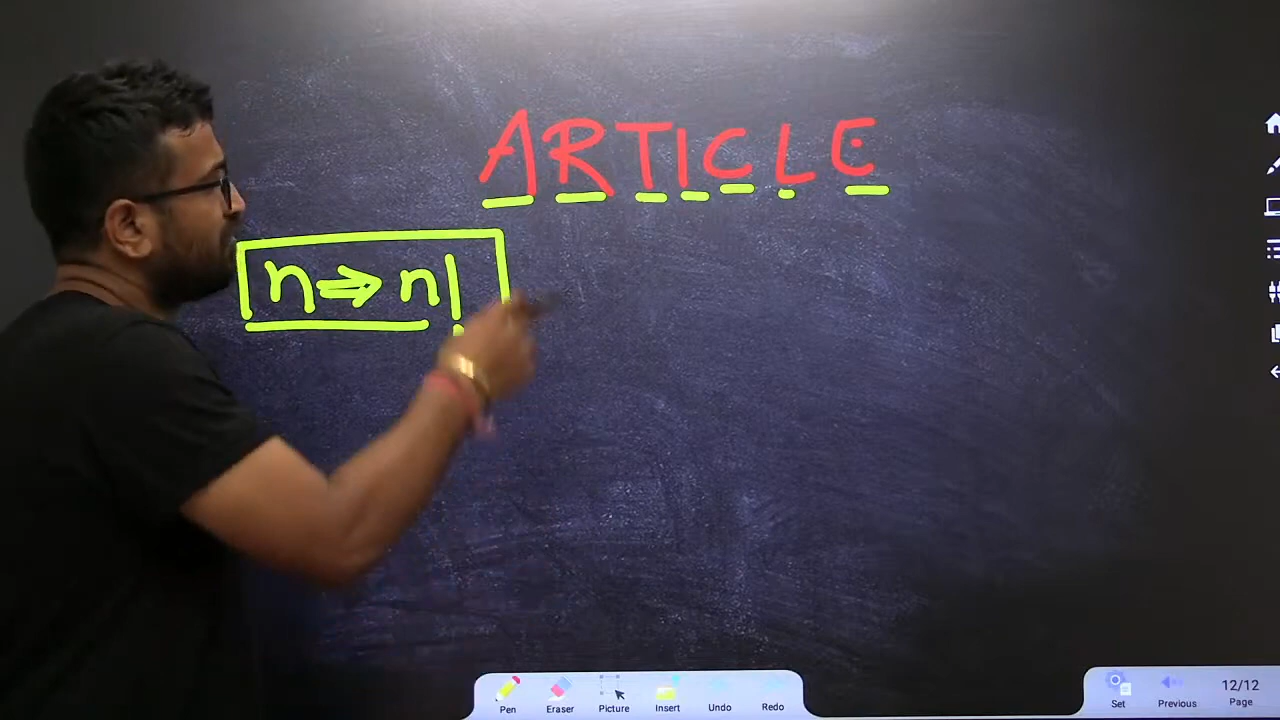 ARTICLE
n⇒n!
Pen Eraser Picture Insert Undo Redo
Set Previous 12/12 Page